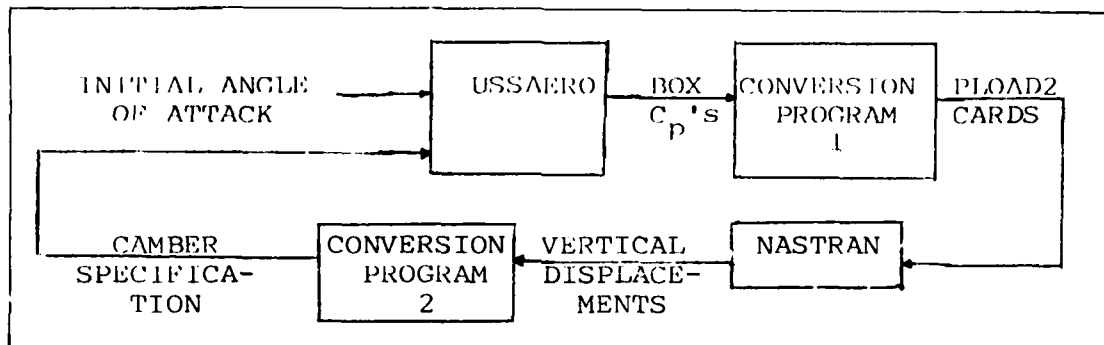 INITIAL ANGLE
OF ATTACK
USSAERO
BOX
Cp's
CONVERSION
PROGRAM
1
PLOAD2
CARDS
CAMBER
SPECIFICA-
TION
CONVERSION
PROGRAM
2
VERTICAL
DISPLACE-
MENTS
NASTRAN